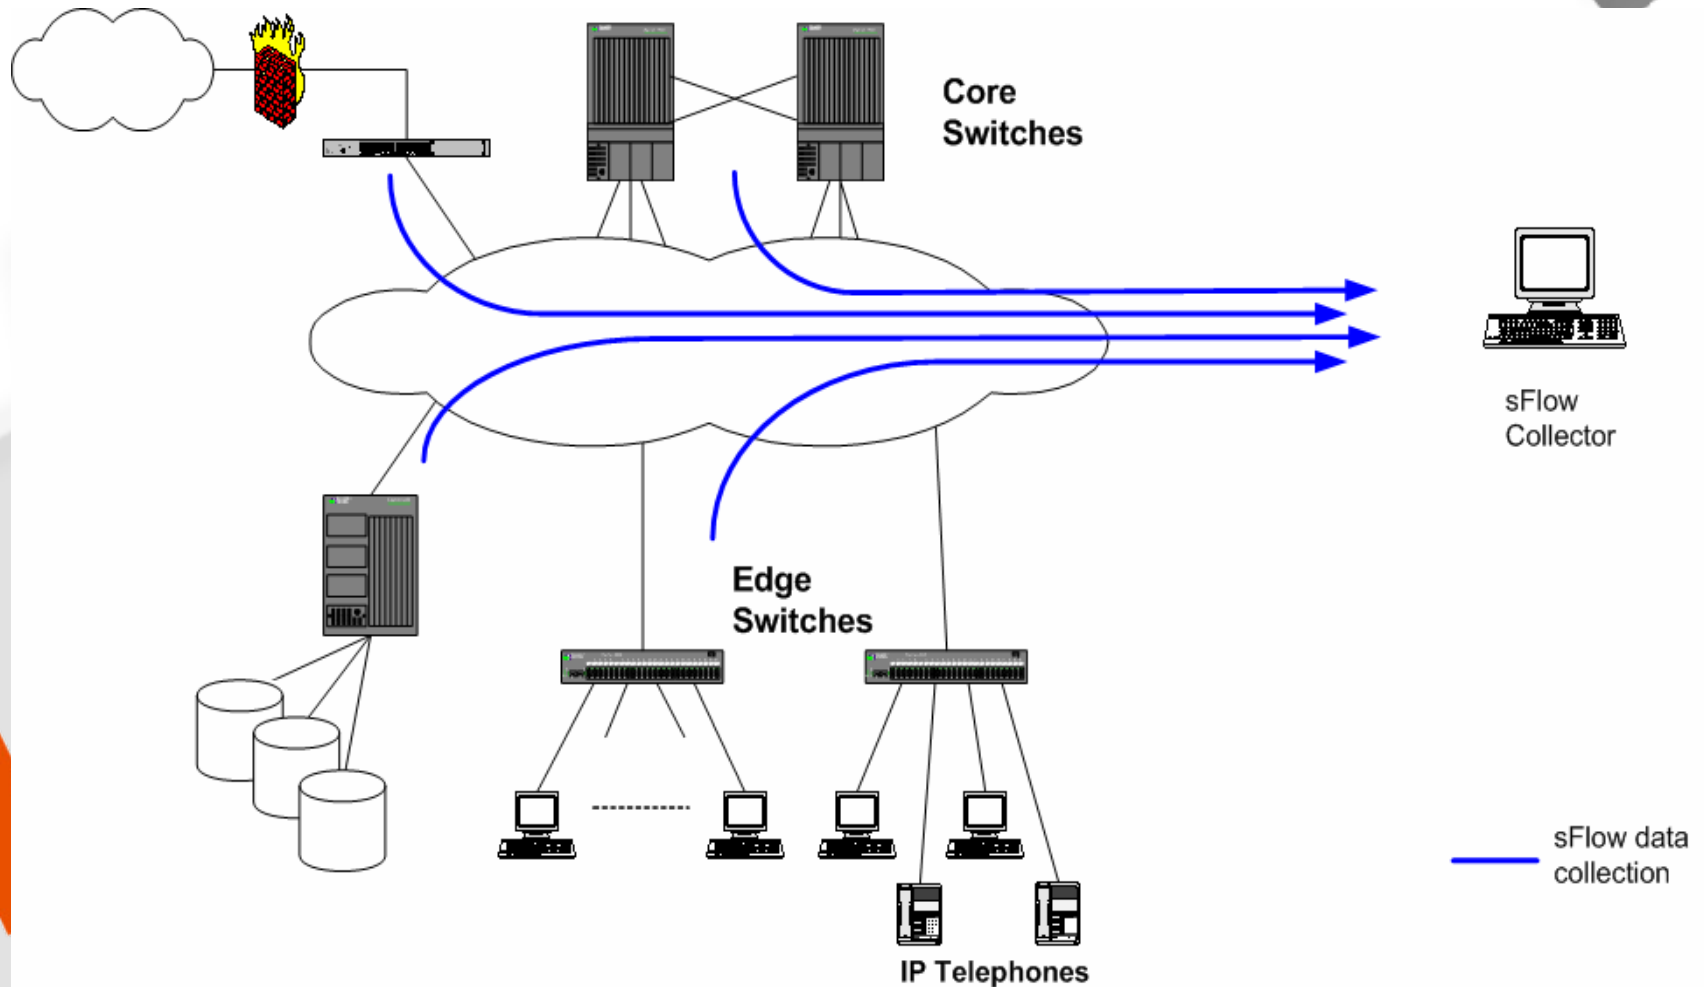 Core
Switches
sFlow
Collector
Edge
Switches
sFlow data
collection
IP Telephones